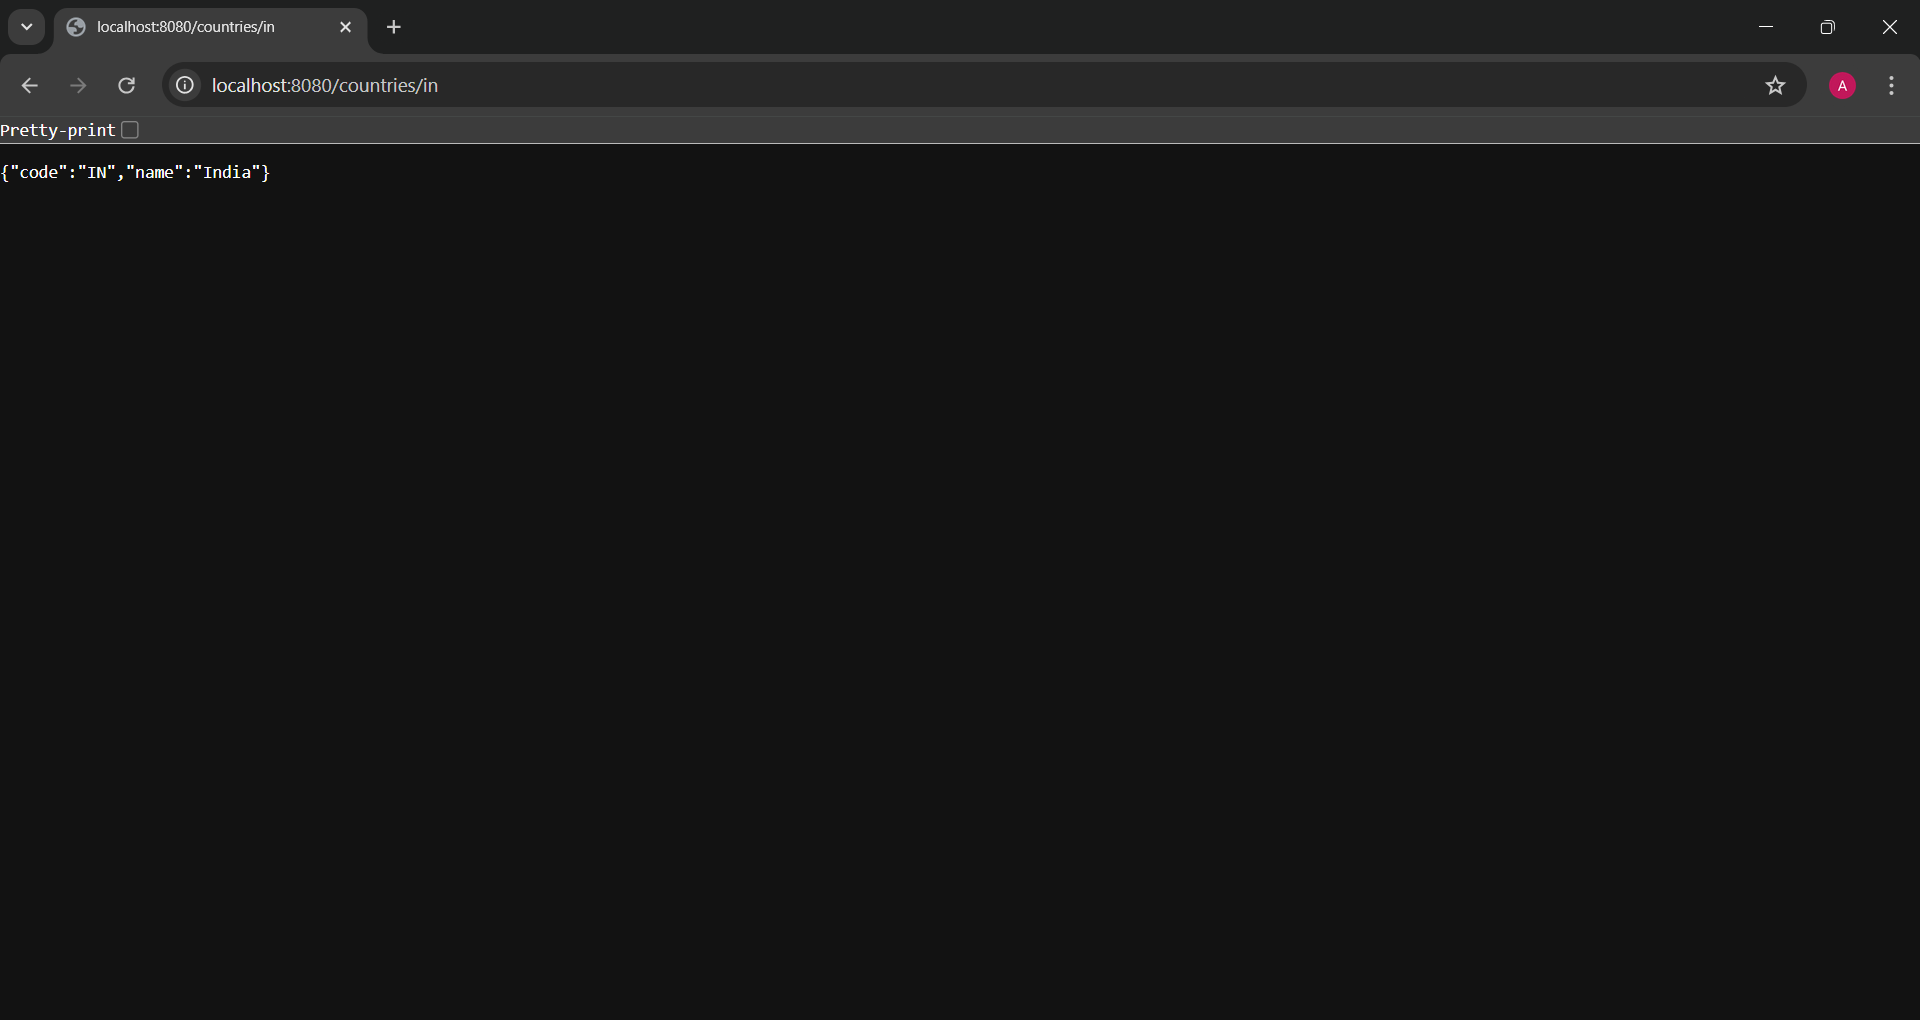 localhost:8080/countries/in
localhost:8080/countries/in
A
Pretty-print
{"code":"IN","name":"India"}